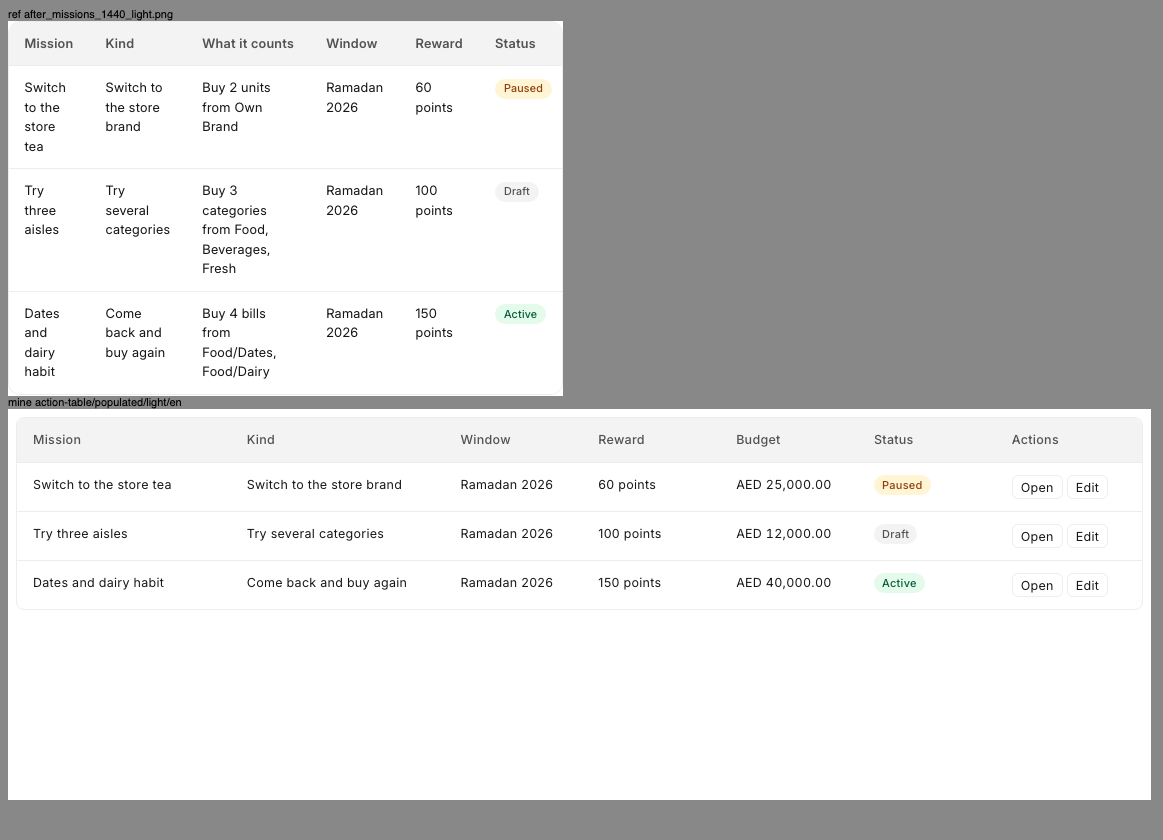 ref after_missions_1440_light.png
Mission Kind What it counts Window Reward Status
Switch Switch to Buy 2 units Ramadan 60 Paused
to the the store from Own 2026 points
store brand Brand
tea
Try Try Buy 3 Ramadan 100 Draft
three several categories 2026 points
aisles categories from Food,
Beverages,
Fresh
Dates Come Buy 4 bills Ramadan 150 Active
and back and from 2026 points
dairy buy again Food/Dates,
habit Food/Dairy
mine action-table/populated/light/en
Mission Kind Window Reward Budget Status Actions
Switch to the store tea Switch to the store brand Ramadan 2026 60 points AED 25,000.00 Paused Open Edit
Try three aisles Try several categories Ramadan 2026 100 points AED 12,000.00 Draft Open Edit
Dates and dairy habit Come back and buy again Ramadan 2026 150 points AED 40,000.00 Active Open Edit